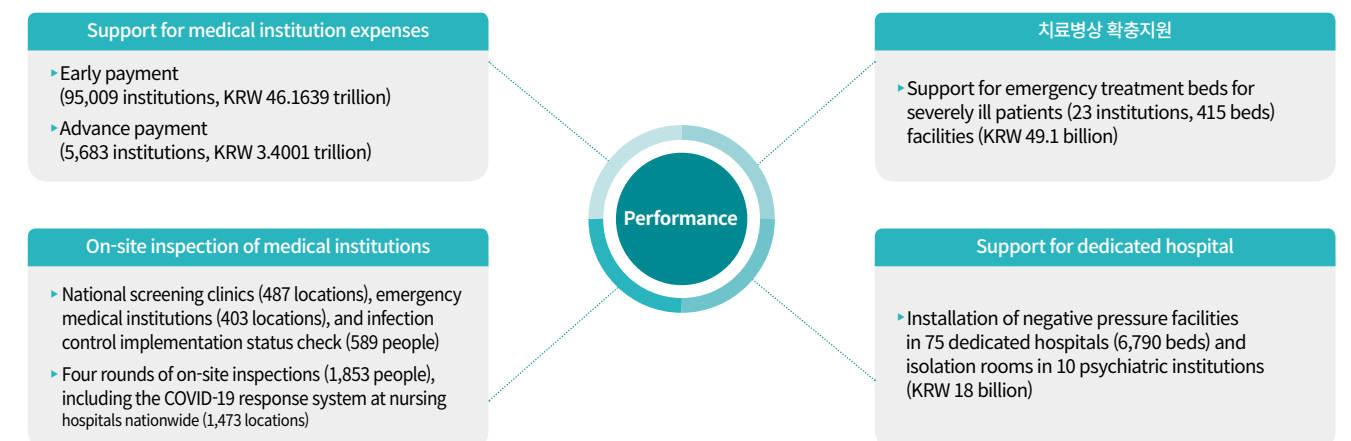 Support for medical institution expenses
▸Early payment
(95,009 institutions, KRW 46.1639 trillion)
▸Advance payment
(5,683 institutions, KRW 3.4001 trillion)
치료병상 확충지원
▸Support for emergency treatment beds for
severely ill patients (23 institutions, 415 beds)
facilities (KRW 49.1 billion)
Performance
On-site inspection of medical institutions
▸National screening clinics (487 locations), emergency
medical institutions (403 locations), and infection
control implementation status check (589 people)
▸Four rounds of on-site inspections (1,853 people),
including the COVID-19 response system at nursing
hospitals nationwide (1,473 locations)
Support for dedicated hospital
▸Installation of negative pressure facilities
in 75 dedicated hospitals (6,790 beds) and
isolation rooms in 10 psychiatric institutions
(KRW 18 billion)